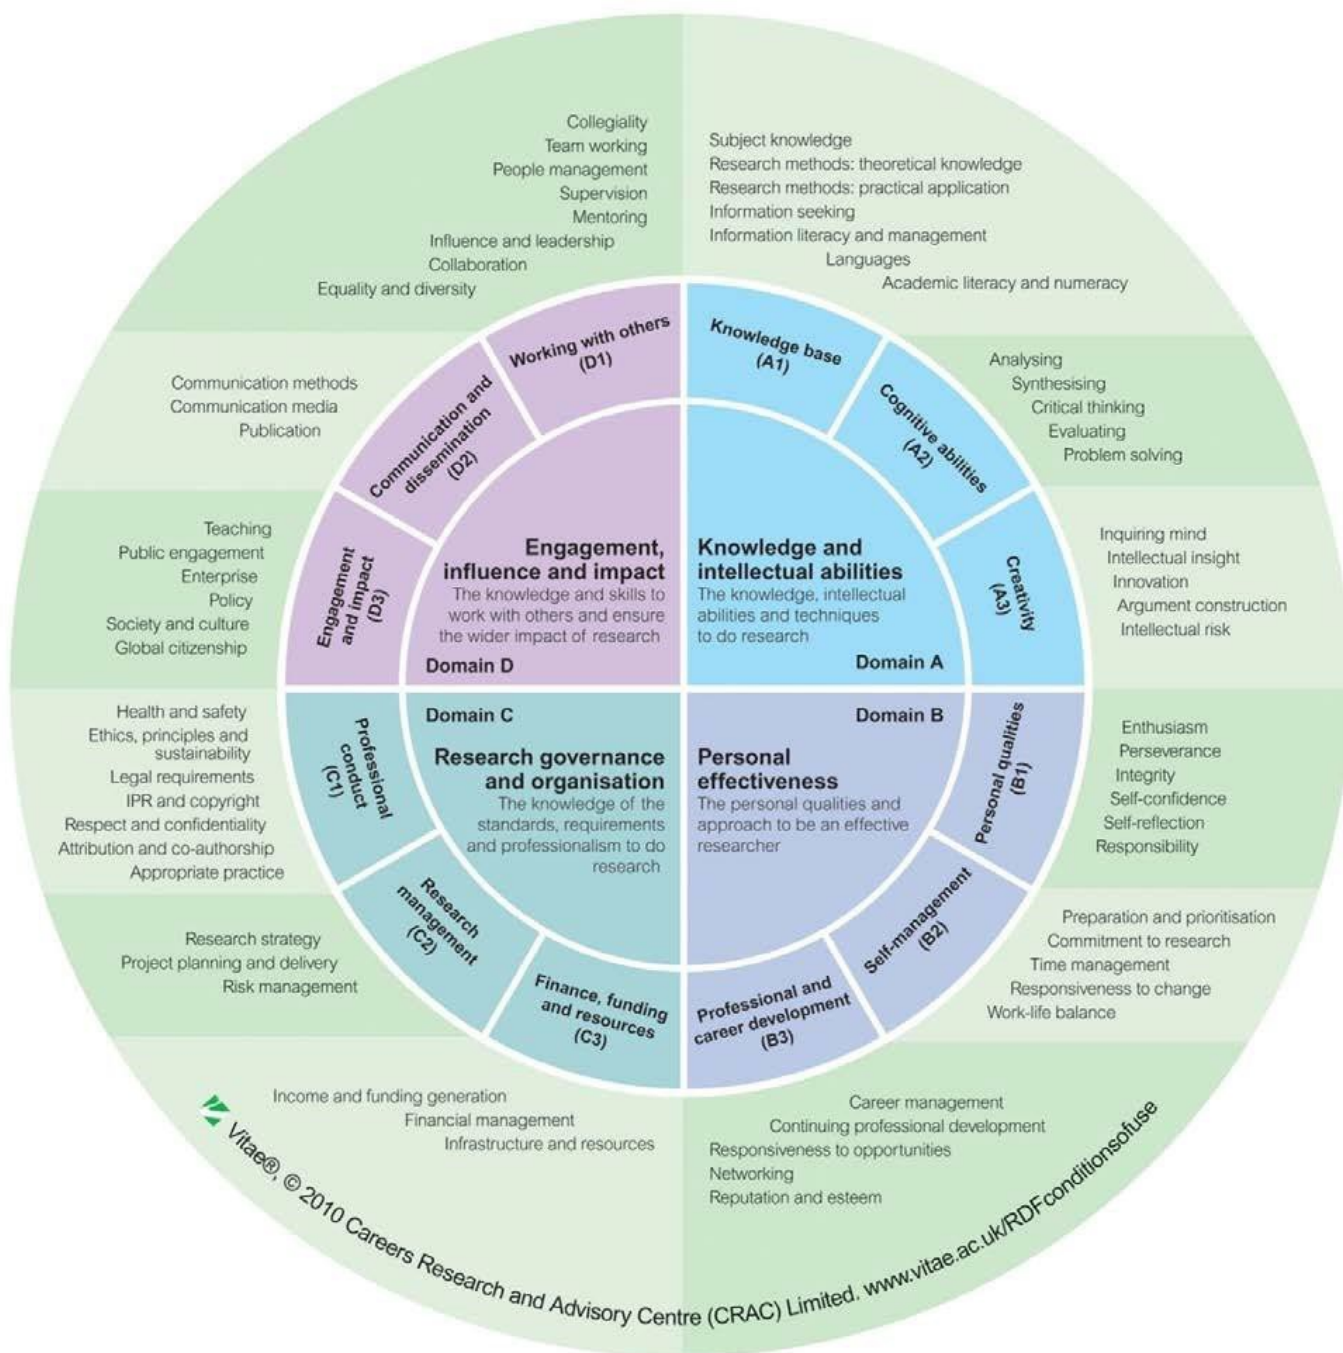 Collegiality
Team working
People management
Supervision
Mentoring
Influence and leadership
Collaboration
Equality and diversity
Subject knowledge
Research methods: theoretical knowledge
Research methods: practical application
Information seeking
Information literacy and management
Languages
Academic literacy and numeracy
Working with others
(D1)
Knowledge base
(A1)
Communication methods
Communication media
Publication
Communication and
dissemination
(D2)
Cognitive abilities
(A2)
Analysing
Synthesising
Critical thinking
Evaluating
Problem solving
Teaching
Public engagement
Enterprise
Policy
Society and culture
Global citizenship
Engagement
and impact
(D3)
Engagement,
influence and impact
The knowledge and skills to
work with others and ensure
the wider impact of research
Domain D
Knowledge and
intellectual abilities
The knowledge, intellectual
abilities and techniques
to do research
Domain A
Creativity
(A3)
Inquiring mind
Intellectual insight
Innovation
Argument construction
Intellectual risk
Health and safety
Ethics, principles and
sustainability
Legal requirements
IPR and copyright
Respect and confidentiality
Attribution and co-authorship
Appropriate practice
Professional
conduct
(C1)
Domain C
Research governance
and organisation
The knowledge of the
standards, requirements
and professionalism to do
research
Domain B
Personal
effectiveness
The personal qualities and
approach to be an effective
researcher
Personal qualities
(B1)
Enthusiasm
Perseverance
Integrity
Self-confidence
Self-reflection
Responsibility
Research strategy
Project planning and delivery
Risk management
Research
management
(C2)
Finance, funding
and resources
(C3)
Professional and
career development
(B3)
Self-management
(B2)
Preparation and prioritisation
Commitment to research
Time management
Responsiveness to change
Work-life balance
Income and funding generation
Financial management
Infrastructure and resources
Career management
Continuing professional development
Responsiveness to opportunities
Networking
Reputation and esteem
Vitae®, © 2010 Careers Research and Advisory Centre (CRAC) Limited. www.vitae.ac.uk/RDFconditionsofuse